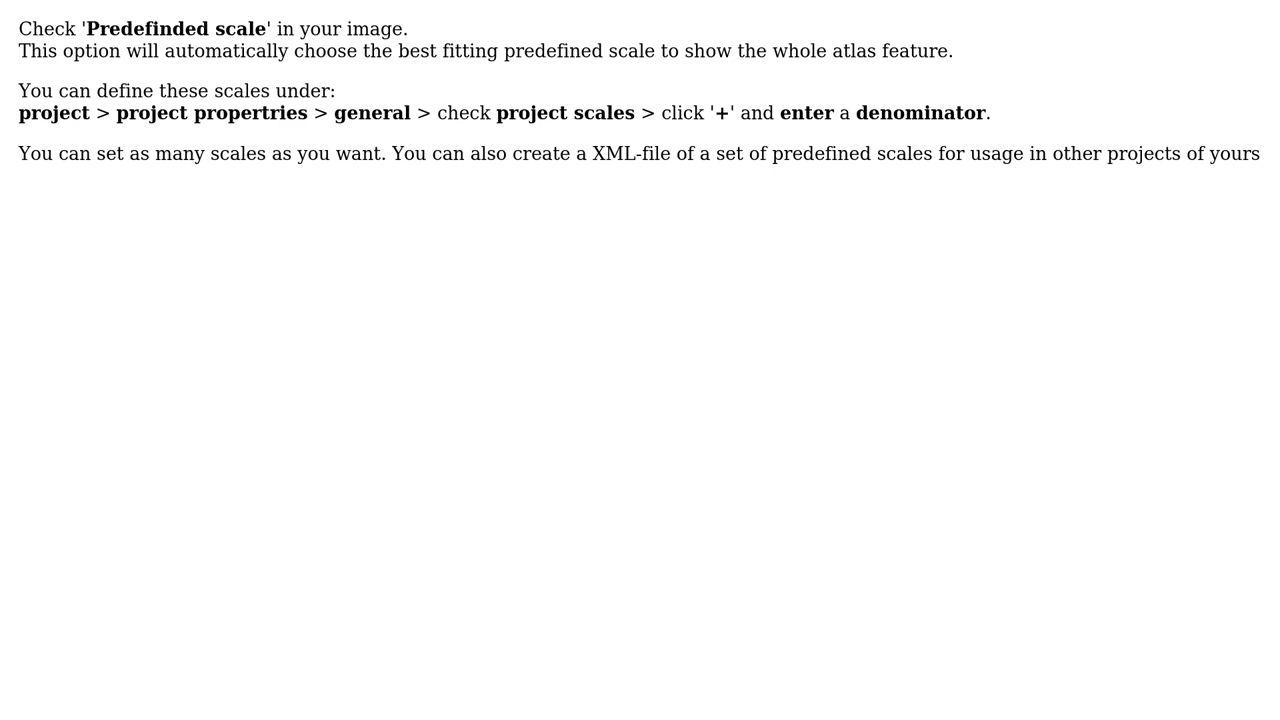 Check 'Predefinded scale' in your image.
This option will automatically choose the best fitting predefined scale to show the whole atlas feature.
You can define these scales under:
project > project propertries > general > check project scales > click '+' and enter a denominator.
You can set as many scales as you want. You can also create a XML-file of a set of predefined scales for usage in other projects of yours